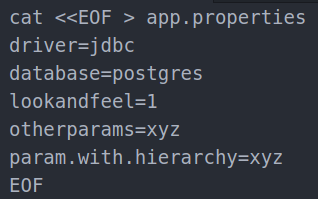 cat <<EOF > app.properties
driver=jdbc
database=postgres
lookandfeel=1
otherparams=xyz
param.with.hierarchy=xyz
EOF